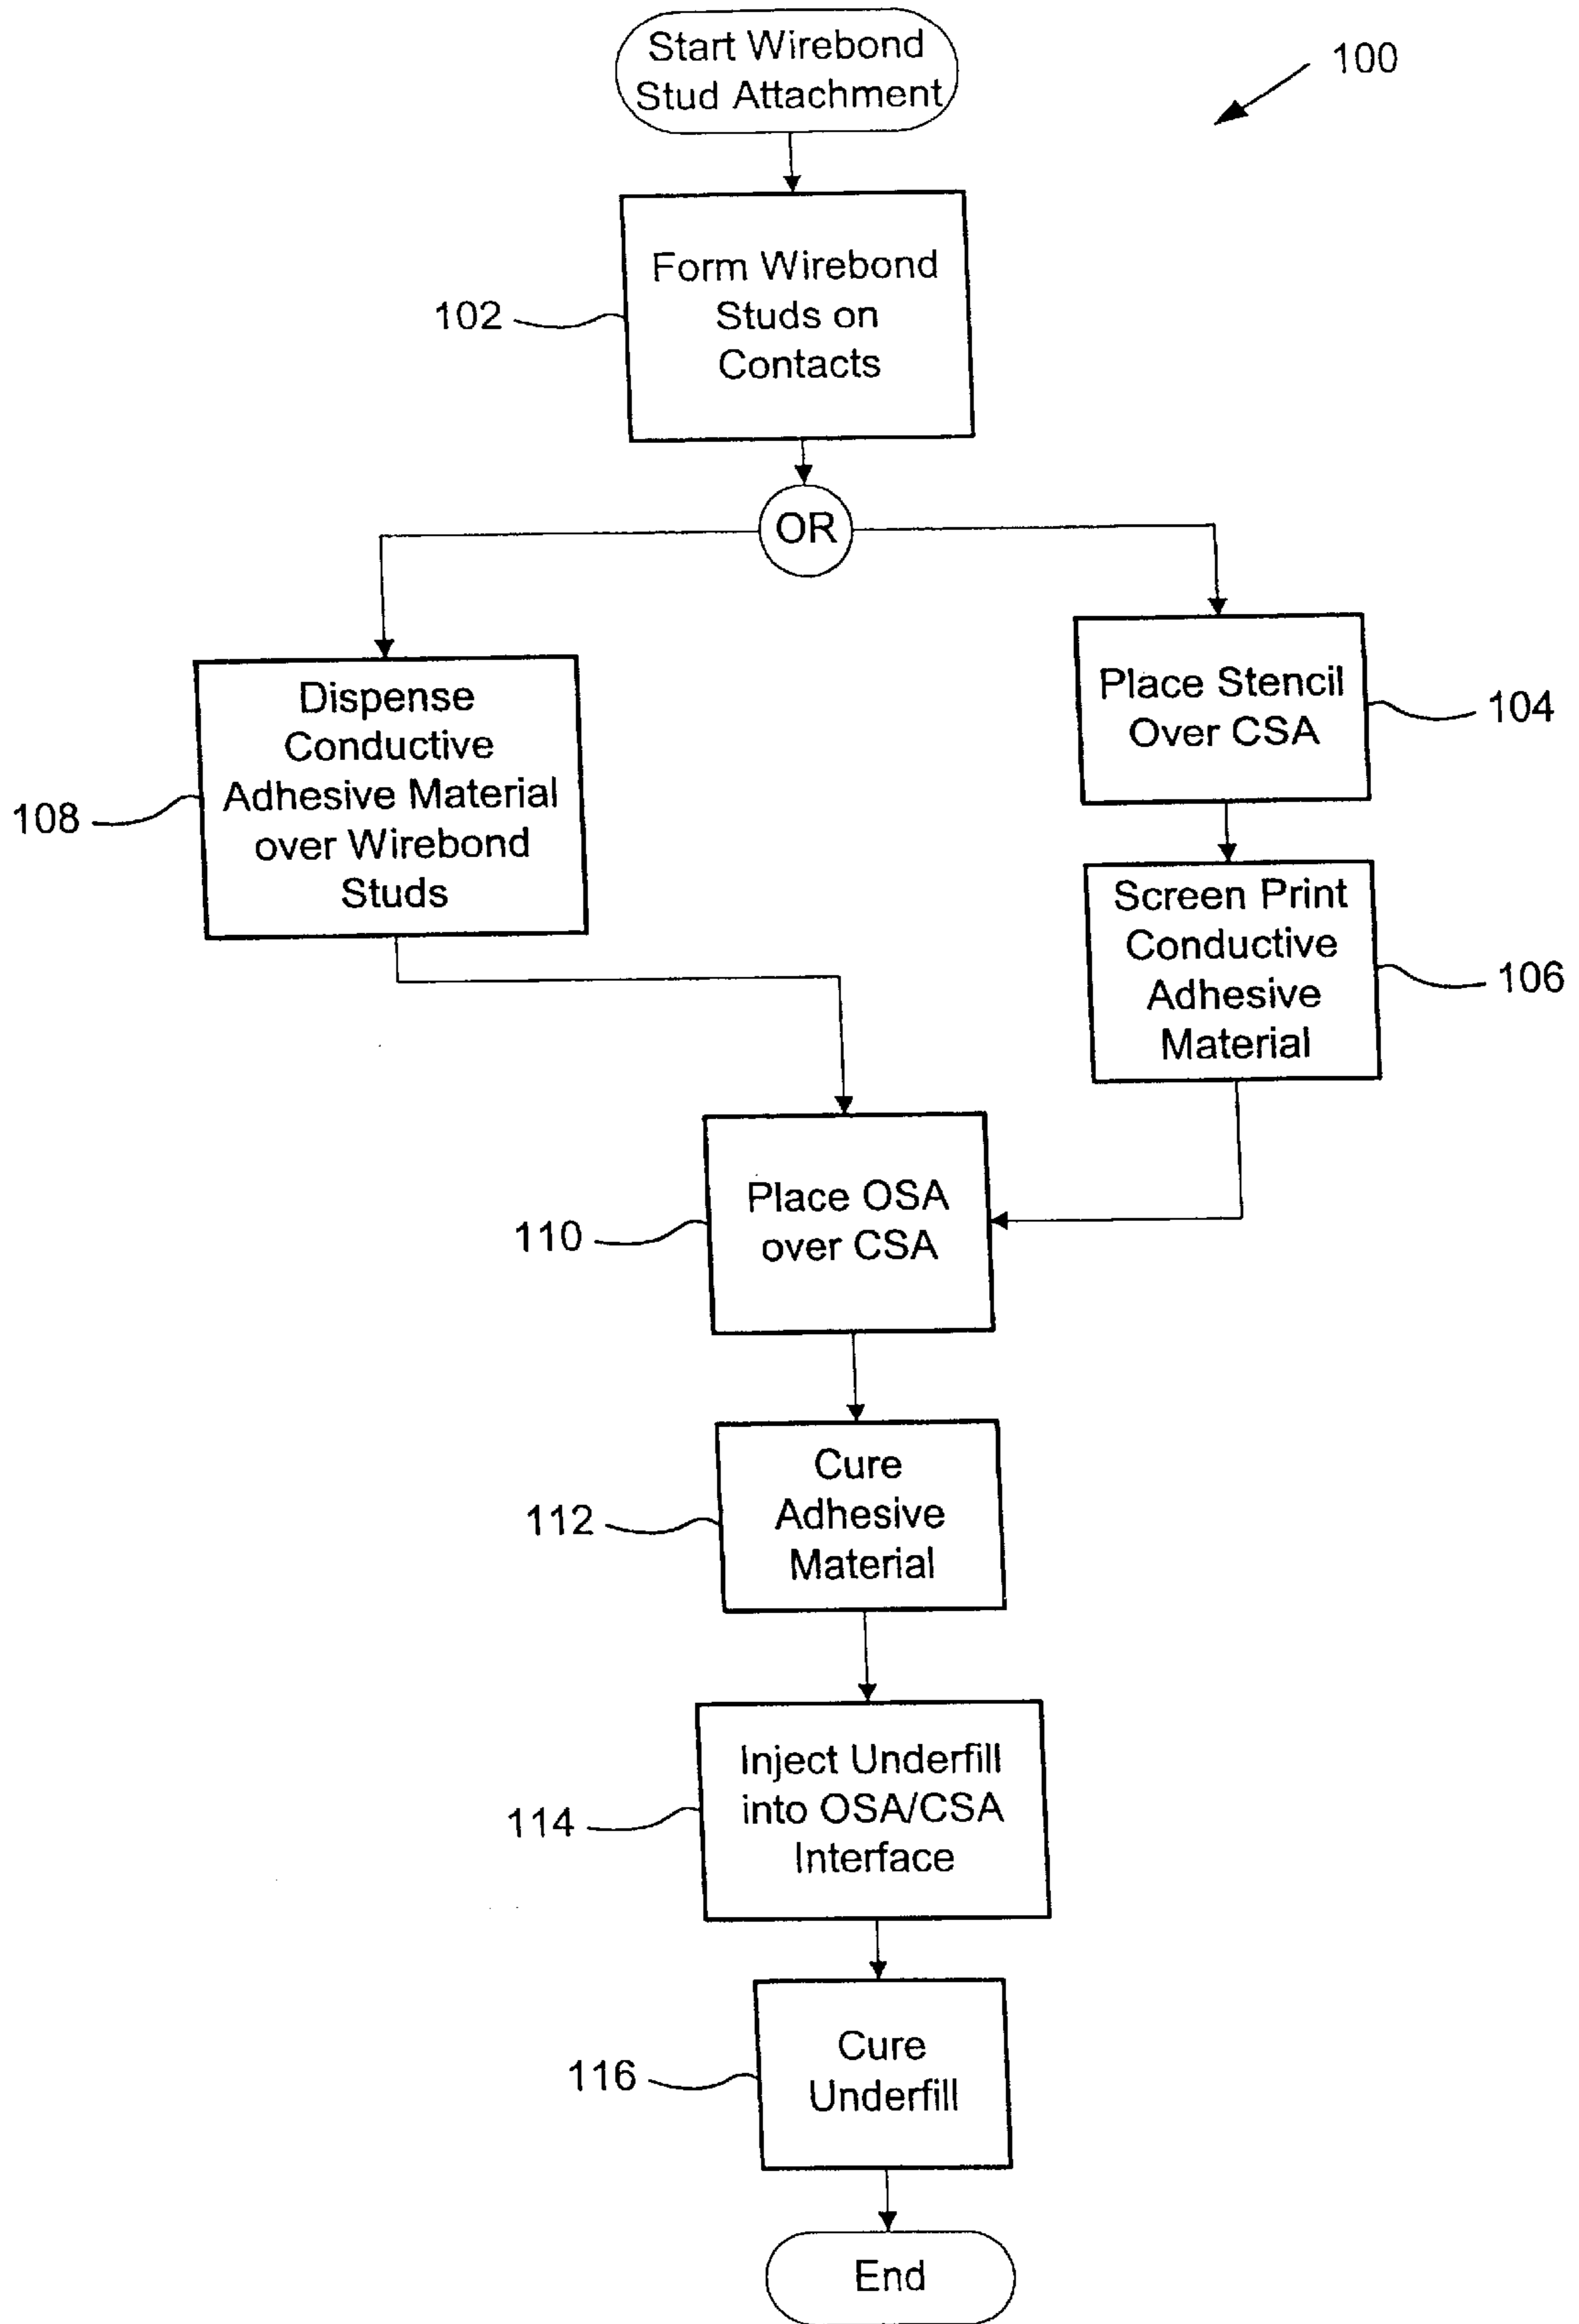 Start Wirebond
Stud Attachment
100
Form Wirebond
Studs on
Contacts
102
OR
Dispense
Conductive
Adhesive Material
over Wirebond
Studs
108
Place Stencil
Over CSA
104
Screen Print
Conductive
Adhesive
Material
106
Place OSA
over CSA
110
Cure
Adhesive
Material
112
Inject Underfill
into OSA/CSA
Interface
114
Cure
Underfill
116
End